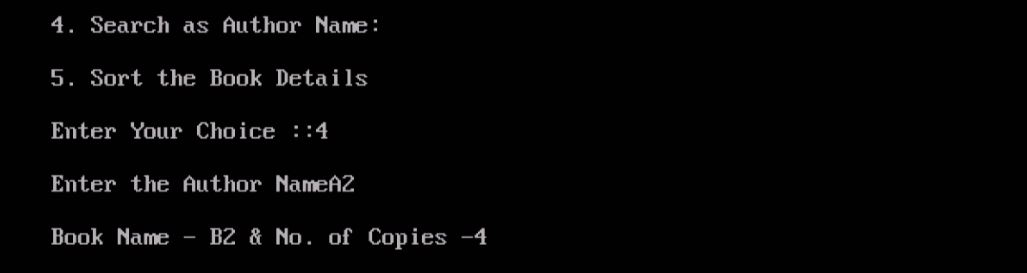 4. Search as Author Name:
5. Sort the Book Details
Enter Your Choice ::4
Enter the Author NameA2
Book Name - B2 & No. of Copies -4